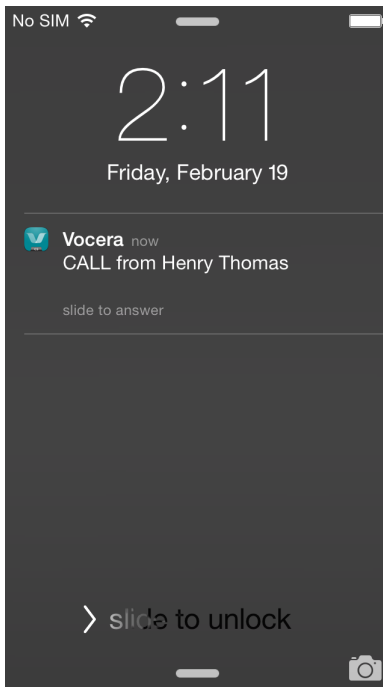 No SIM
2:11
Friday, February 19
Vocera now
CALL from Henry Thomas
slide to answer
slide to unlock